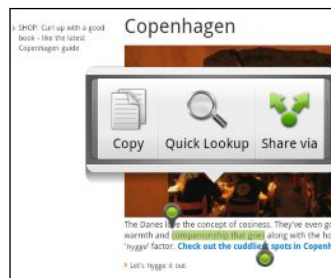 SHOP: Curl up with a good
book - like the latest
Copenhagen guide
Copenhagen
Copy
Quick Lookup
Share via
The Danes love the concept of cosiness. They've even go
warmth and companionship that goes along with the ho
'hygge' factor. Check out the cuddliest spots in Copenh
Let's hygge it out